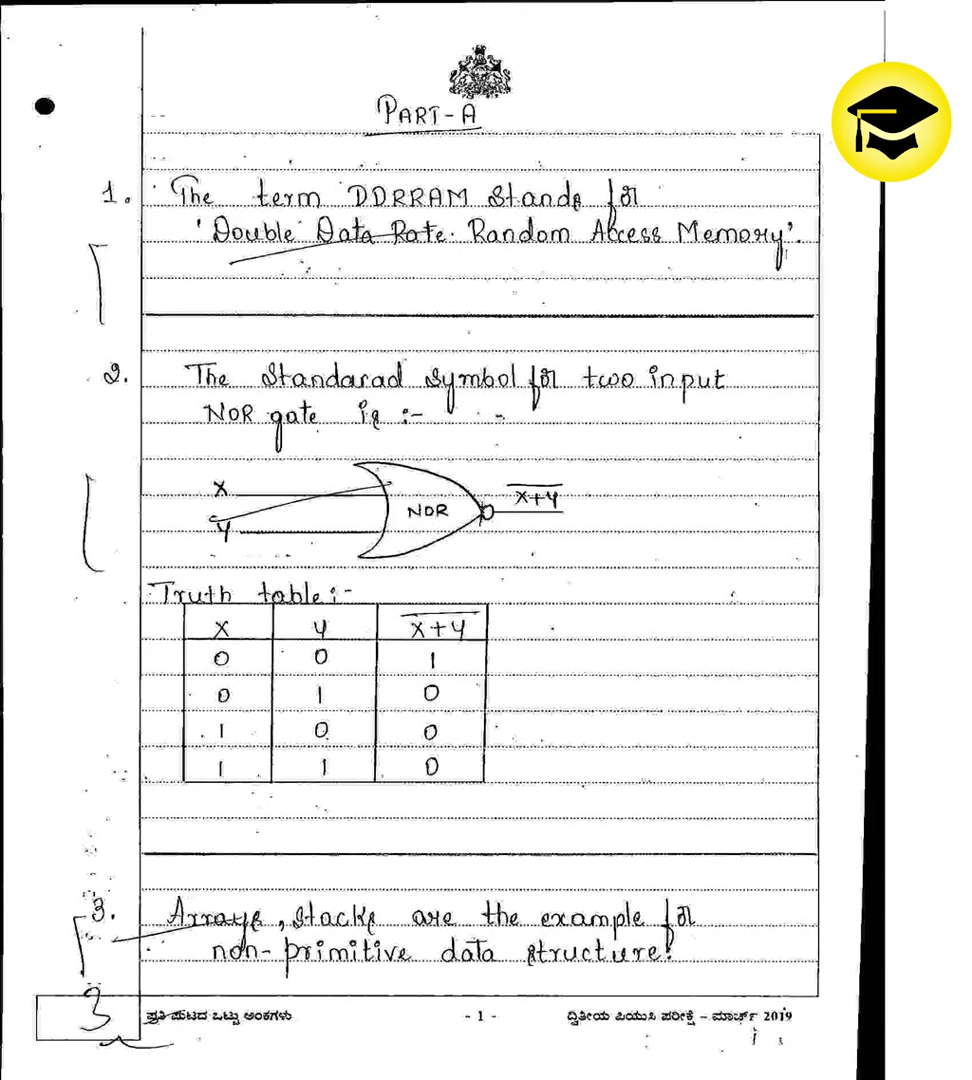 PART-A
1. The term DDRRAM stands for
'Double Data Rate Random Access Memory'.
2. The Standarad symbol for two input
NOR gate is :-
X
Y
NOR
X+Y
Truth table:-
X Y X+Y
0 0 1
0 1 0
1 0 0
1 1 0
3. Arrays, stacks are the example for
non-primitive data structure.
3
ಪ್ರತಿ ಪುಟದ ಒಟ್ಟು ಅಂಕಗಳು - 1 - ದ್ವಿತೀಯ ಪಿಯುಸಿ ಪರೀಕ್ಷೆ – ಮಾರ್ಚ್ 2019